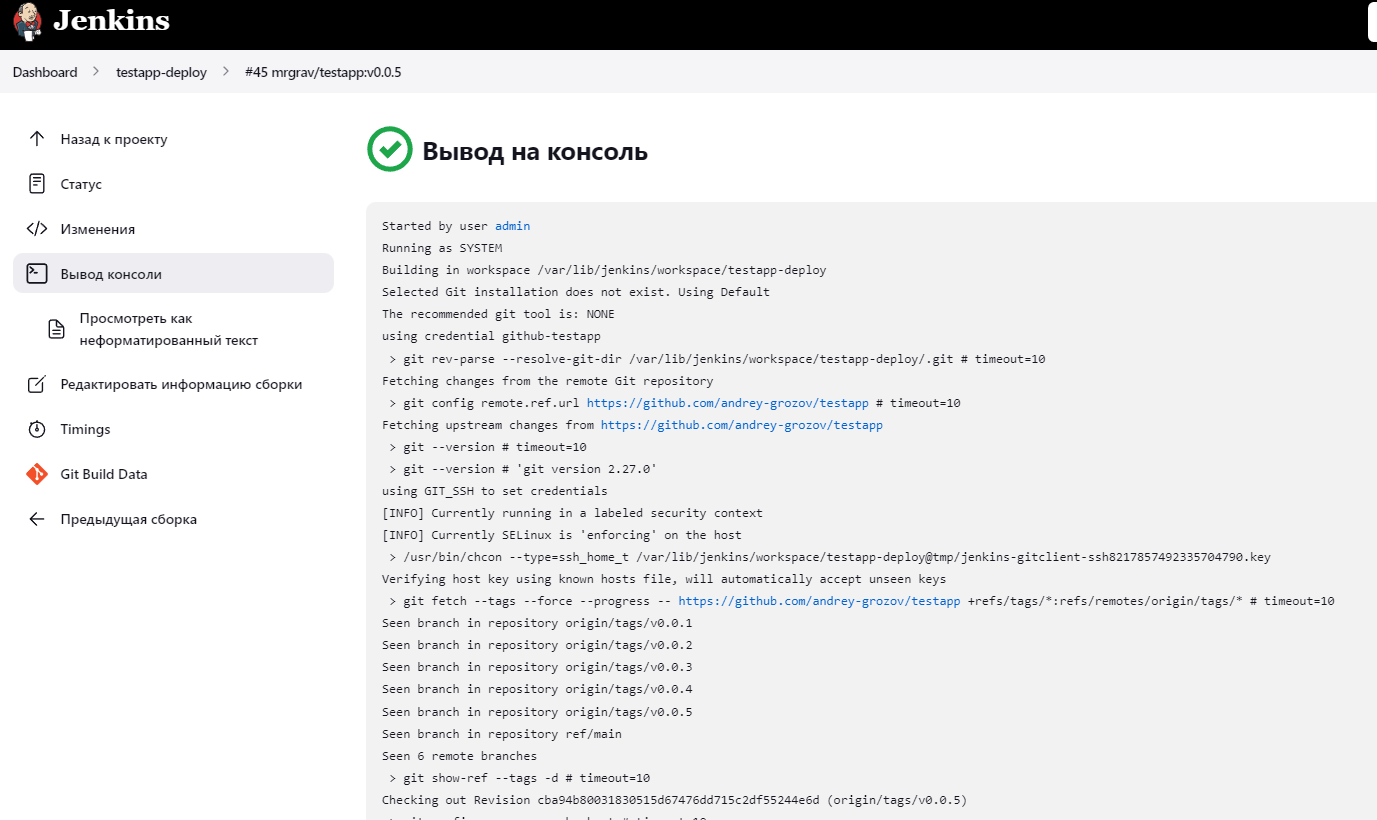 Jenkins
Dashboard > testapp-deploy > #45 mrgrav/testapp:v0.0.5
Назад к проекту
Статус
Изменения
Вывод консоли
Просмотреть как
неформатированный текст
Редактировать информацию сборки
Timings
Git Build Data
Предыдущая сборка
Вывод на консоль
Started by user admin
Running as SYSTEM
Building in workspace /var/lib/jenkins/workspace/testapp-deploy
Selected Git installation does not exist. Using Default
The recommended git tool is: NONE
using credential github-testapp
 > git rev-parse --resolve-git-dir /var/lib/jenkins/workspace/testapp-deploy/.git # timeout=10
Fetching changes from the remote Git repository
 > git config remote.ref.url https://github.com/andrey-grozov/testapp # timeout=10
Fetching upstream changes from https://github.com/andrey-grozov/testapp
 > git --version # timeout=10
 > git --version # 'git version 2.27.0'
using GIT_SSH to set credentials
[INFO] Currently running in a labeled security context
[INFO] Currently SELinux is 'enforcing' on the host
 > /usr/bin/chcon --type=ssh_home_t /var/lib/jenkins/workspace/testapp-deploy@tmp/jenkins-gitclient-ssh8217857492335704790.key
Verifying host key using known hosts file, will automatically accept unseen keys
 > git fetch --tags --force --progress -- https://github.com/andrey-grozov/testapp +refs/tags/*:refs/remotes/origin/tags/* # timeout=10
Seen branch in repository origin/tags/v0.0.1
Seen branch in repository origin/tags/v0.0.2
Seen branch in repository origin/tags/v0.0.3
Seen branch in repository origin/tags/v0.0.4
Seen branch in repository origin/tags/v0.0.5
Seen branch in repository ref/main
Seen 6 remote branches
 > git show-ref --tags -d # timeout=10
Checking out Revision cba94b80031830515d67476dd715c2df55244e6d (origin/tags/v0.0.5)